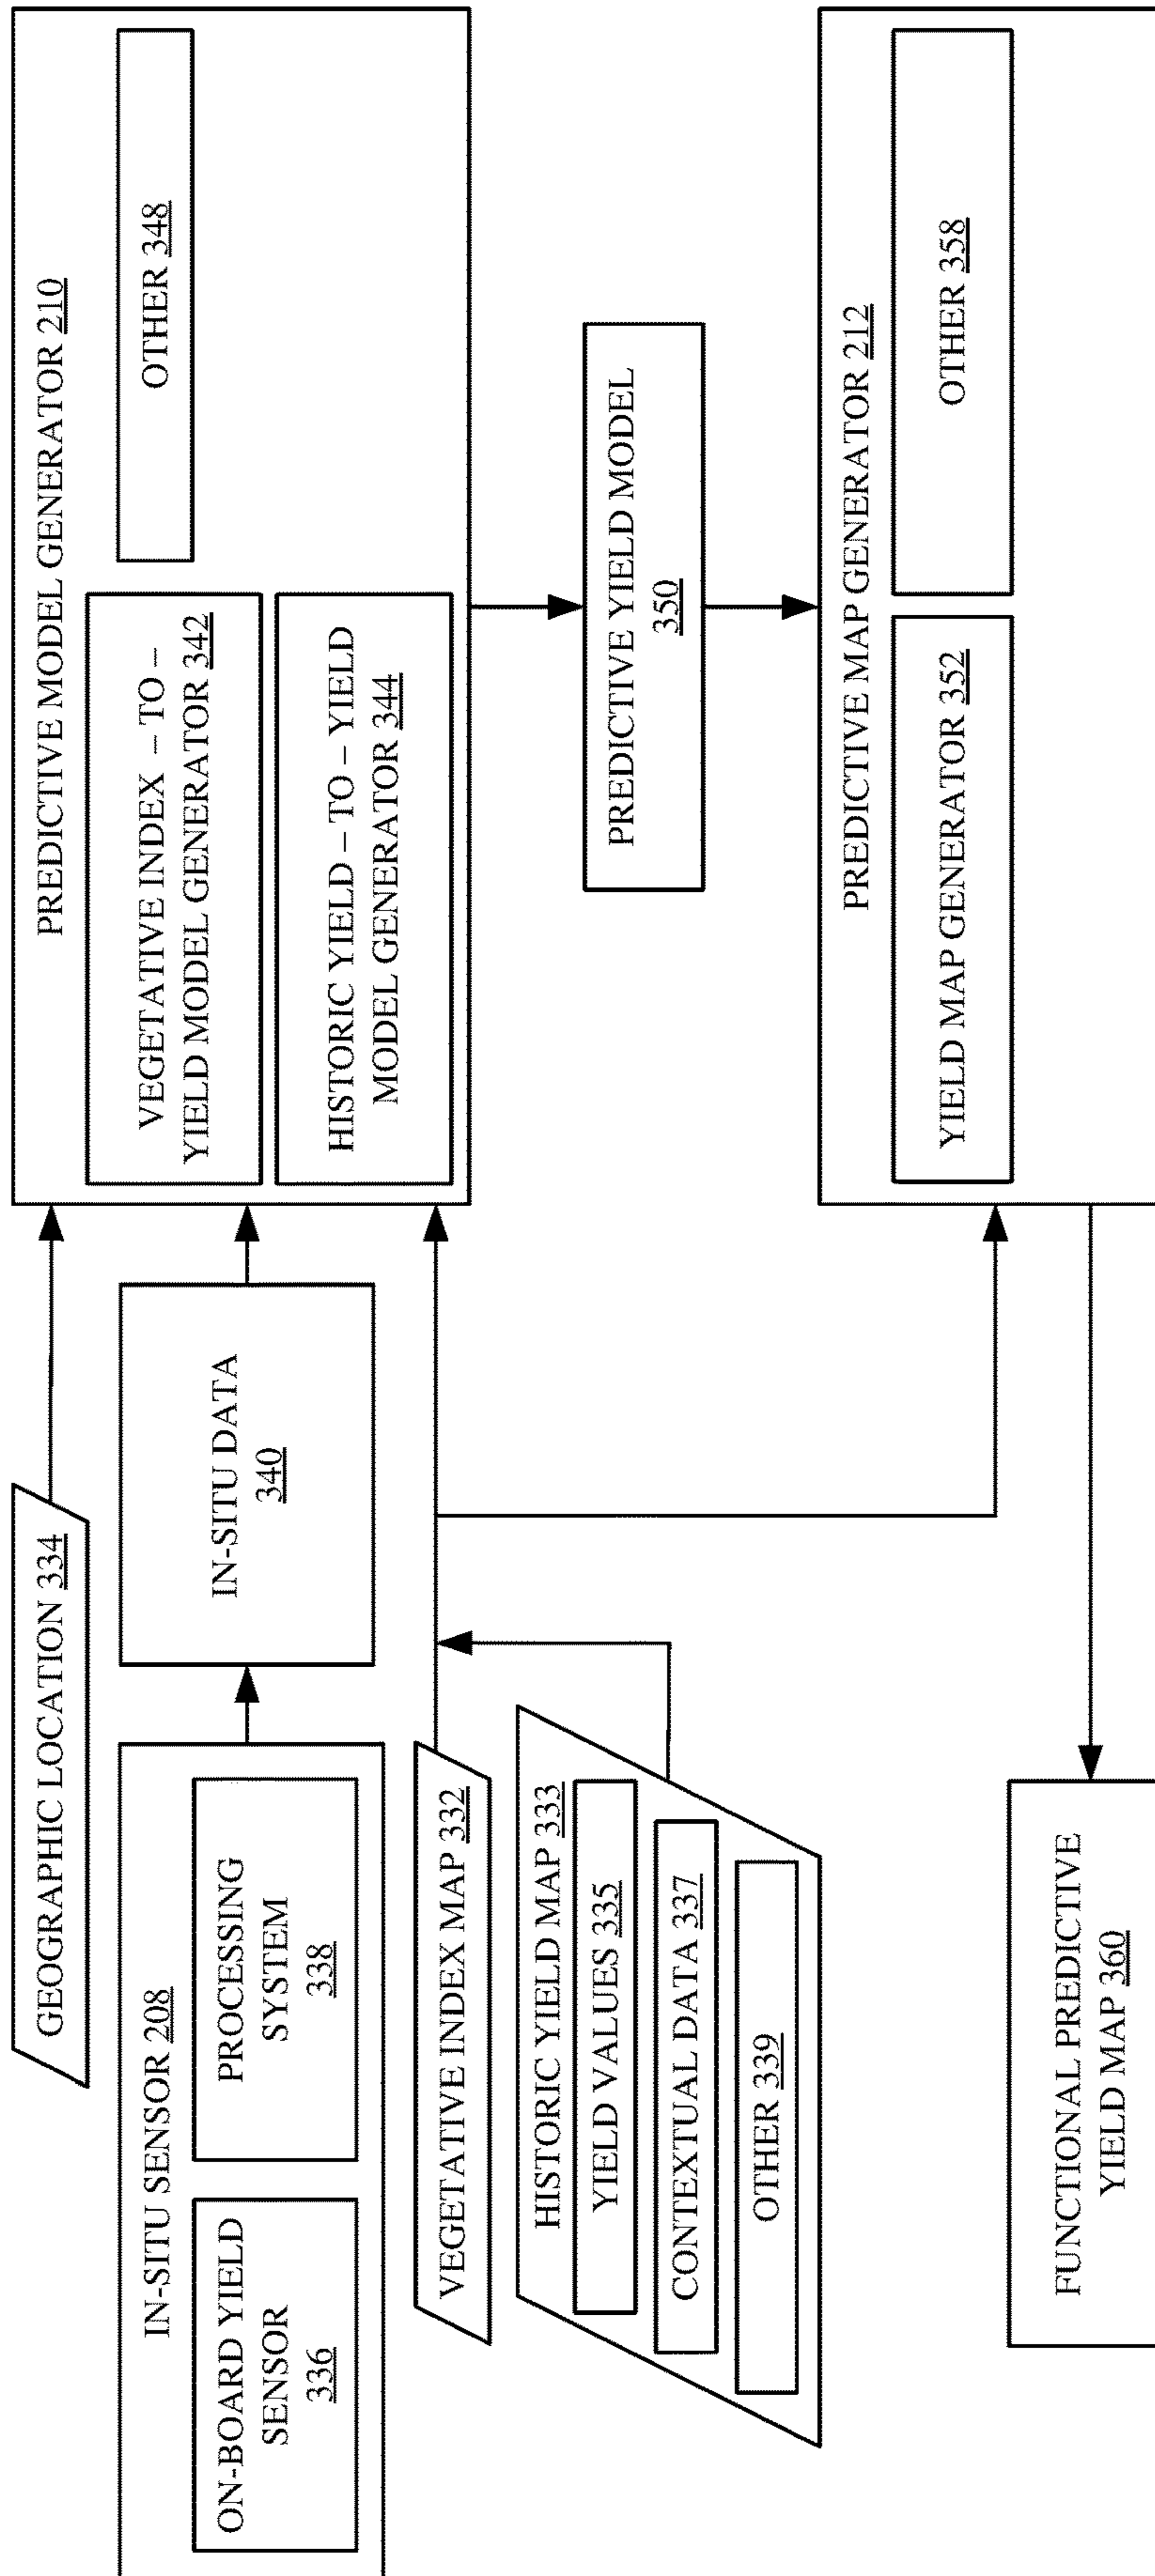 GEOGRAPHIC LOCATION 334
IN-SITU SENSOR 208
ON-BOARD YIELD
SENSOR
336
PROCESSING
SYSTEM
338
IN-SITU DATA
340
VEGETATIVE INDEX MAP 332
HISTORIC YIELD MAP 333
YIELD VALUES 335
CONTEXTUAL DATA 337
OTHER 339
PREDICTIVE MODEL GENERATOR 210
VEGETATIVE INDEX – TO –
YIELD MODEL GENERATOR 342
HISTORIC YIELD – TO – YIELD
MODEL GENERATOR 344
OTHER 348
PREDICTIVE YIELD MODEL
350
PREDICTIVE MAP GENERATOR 212
YIELD MAP GENERATOR 352
OTHER 358
FUNCTIONAL PREDICTIVE
YIELD MAP 360